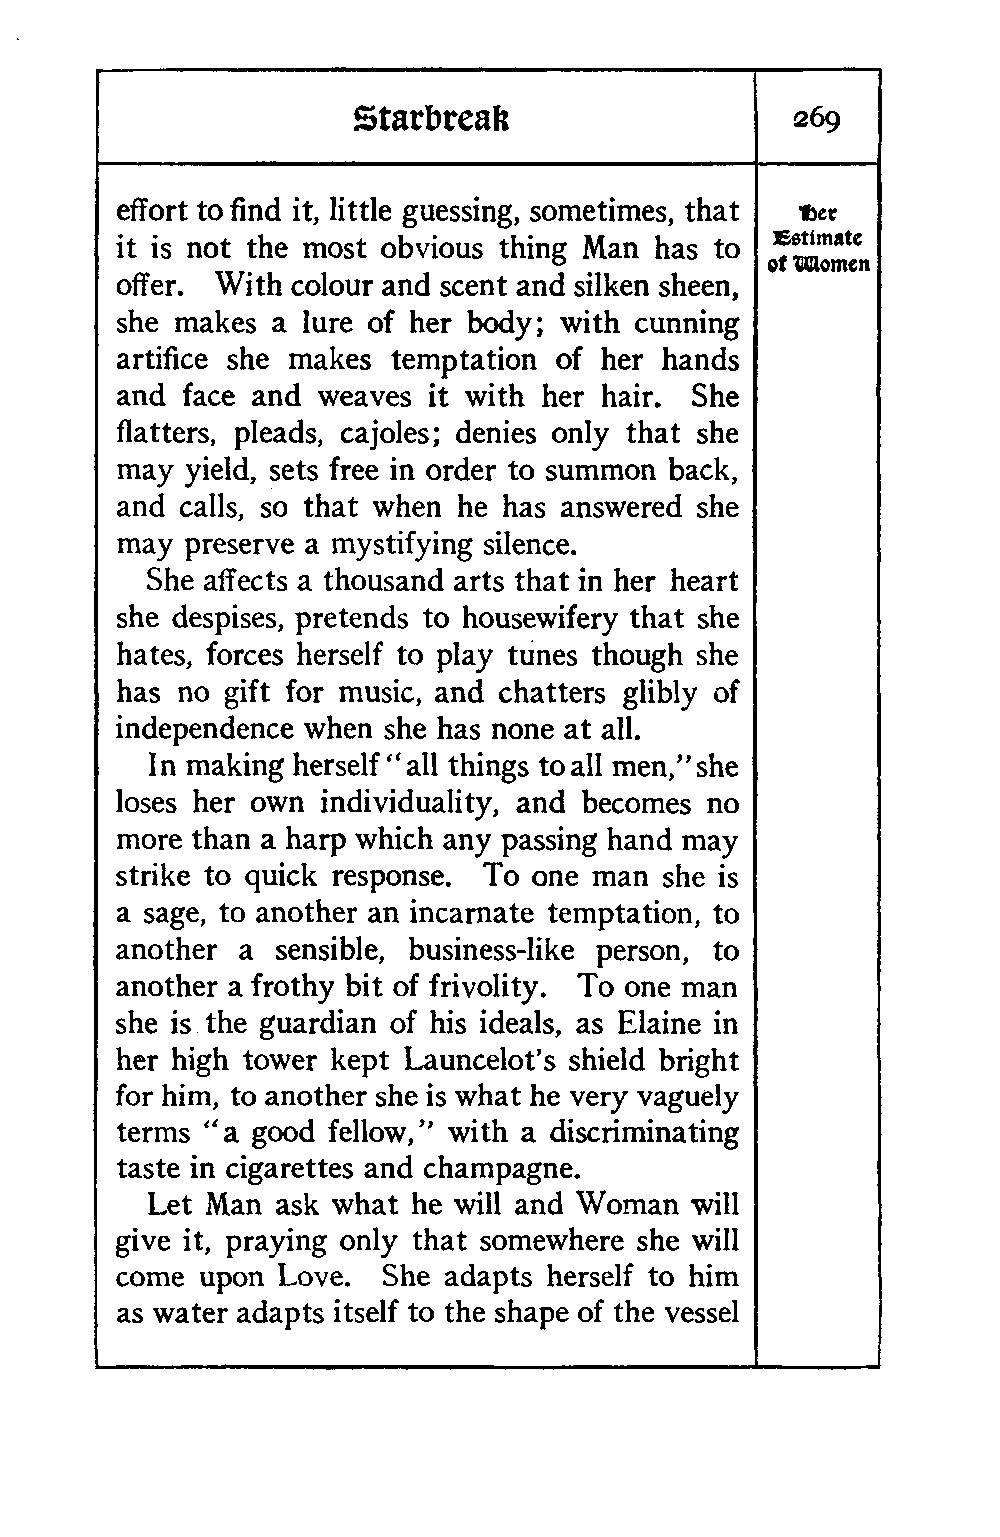 Starbreak
269
effort to find it, little guessing, sometimes, that
it is not the most obvious thing Man has to
offer. With colour and scent and silken sheen,
she makes a lure of her body; with cunning
artifice she makes temptation of her hands
and face and weaves it with her hair. She
flatters, pleads, cajoles; denies only that she
may yield, sets free in order to summon back,
and calls, so that when he has answered she
may preserve a mystifying silence.
She affects a thousand arts that in her heart
she despises, pretends to housewifery that she
hates, forces herself to play tunes though she
has no gift for music, and chatters glibly of
independence when she has none at all.
In making herself "all things to all men," she
loses her own individuality, and becomes no
more than a harp which any passing hand may
strike to quick response. To one man she is
a sage, to another an incarnate temptation, to
another a sensible, business-like person, to
another a frothy bit of frivolity. To one man
she is the guardian of his ideals, as Elaine in
her high tower kept Launcelot's shield bright
for him, to another she is what he very vaguely
terms "a good fellow," with a discriminating
taste in cigarettes and champagne.
Let Man ask what he will and Woman will
give it, praying only that somewhere she will
come upon Love. She adapts herself to him
as water adapts itself to the shape of the vessel
Her
Estimate
of Women